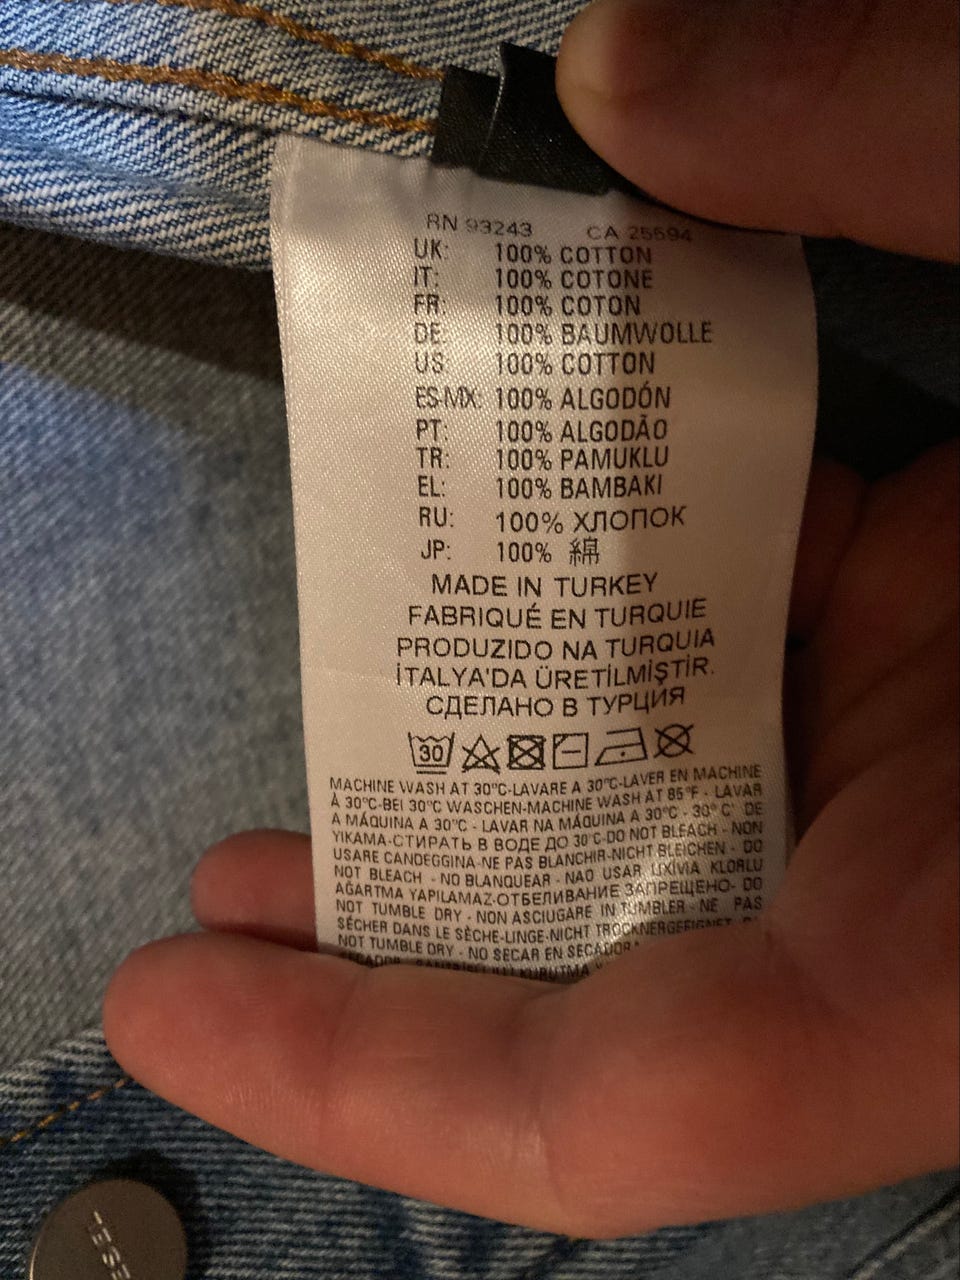 RN 93243 CA 25594
UK: 100% COTTON
IT: 100% COTONE
FR: 100% COTON
DE: 100% BAUMWOLLE
US: 100% COTTON
ES-MX: 100% ALGODÓN
PT: 100% ALGODÃO
TR: 100% PAMUKLU
EL: 100% BAMBAKI
RU: 100% ХЛОПОК
JP: 100% 綿
MADE IN TURKEY
FABRIQUÉ EN TURQUIE
PRODUZIDO NA TURQUIA
İTALYA'DA ÜRETİLMİŞTİR.
СДЕЛАНО В ТУРЦИЯ
30
MACHINE WASH AT 30°C-LAVARE A 30°C-LAVER EN MACHINE
À 30°C-BEI 30°C WASCHEN-MACHINE WASH AT 85°F - LAVAR
A MÁQUINA A 30°C - LAVAR NA MÁQUINA A 30°C - 30° C' DE
YIKAMA-СТИРАТЬ В ВОДЕ ДО 30°C-DO NOT BLEACH - NON
USARE CANDEGGINA-NE PAS BLANCHIR-NICHT BLEICHEN - DO
NOT BLEACH - NO BLANQUEAR - NAO USAR LIXÍVIA KLORLU
AĞARTMA YAPILAMAZ-ОТБЕЛИВАНИЕ ЗАПРЕЩЕНО- DO
NOT TUMBLE DRY - NON ASCIUGARE IN TUMBLER - NE PAS
SÉCHER DANS LE SÈCHE-LINGE-NICHT TROCKNERGEEIGNET
NOT TUMBLE DRY - NO SECAR EN SECADORA
KURUTMA